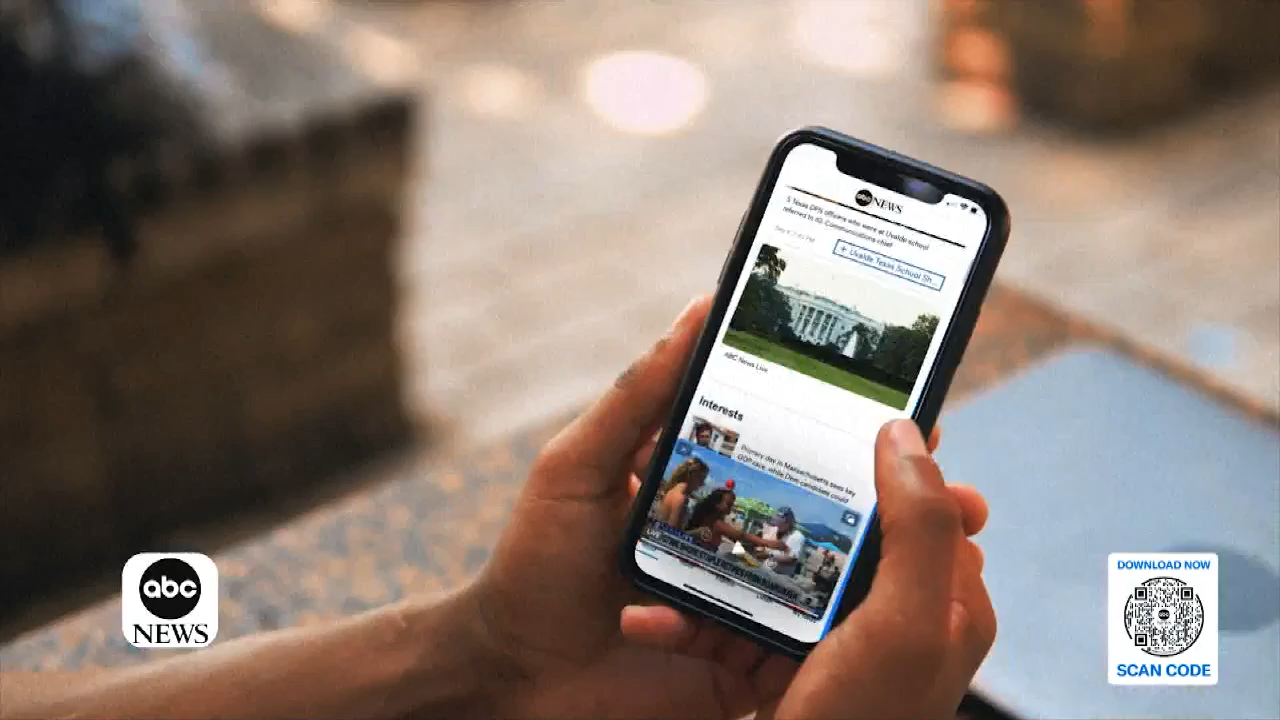 abc NEWS
5 Texas DPS officers who were at Uvalde school
referred to IG: Communications chief
+ Uvalde Texas School Sh...
ABC News Live
Interests
Primary day in Massachusetts sees key
GOP race, while Dem candidates could
abc
NEWS
DOWNLOAD NOW
SCAN CODE